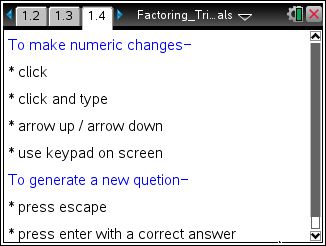 1.2 1.3 1.4 Factoring_Tri...als
To make numeric changes–
* click
* click and type
* arrow up / arrow down
* use keypad on screen
To generate a new quetion–
* press escape
* press enter with a correct answer